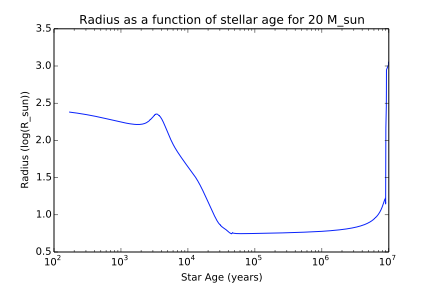 Radius as a function of stellar age for 20 M_sun
3.5
3.0
2.5
2.0
1.5
1.0
0.5
Radius (log(R_sun))
10^2 10^3 10^4 10^5 10^6 10^7
Star Age (years)